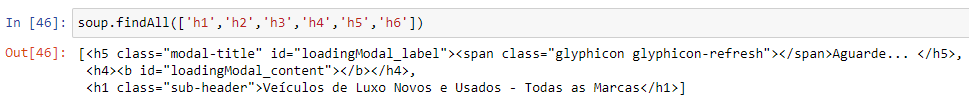 In [46]: soup.findAll(['h1','h2','h3','h4','h5','h6'])
Out[46]: [<h5 class="modal-title" id="loadingModal_label"><span class="glyphicon glyphicon-refresh"></span>Aguarde... </h5>,
<h4><b id="loadingModal_content"></b></h4>,
<h1 class="sub-header">Veículos de Luxo Novos e Usados - Todas as Marcas</h1>]